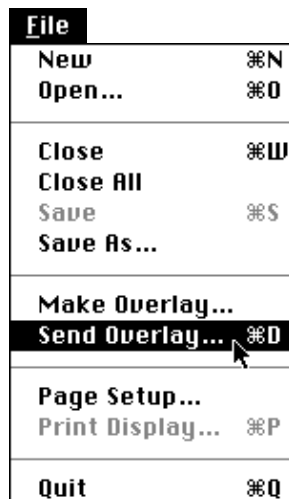 File
New ⌘N
Open... ⌘O
Close ⌘W
Close All
Save ⌘S
Save As...
Make Overlay...
Send Overlay... ⌘D
Page Setup...
Print Display... ⌘P
Quit ⌘Q